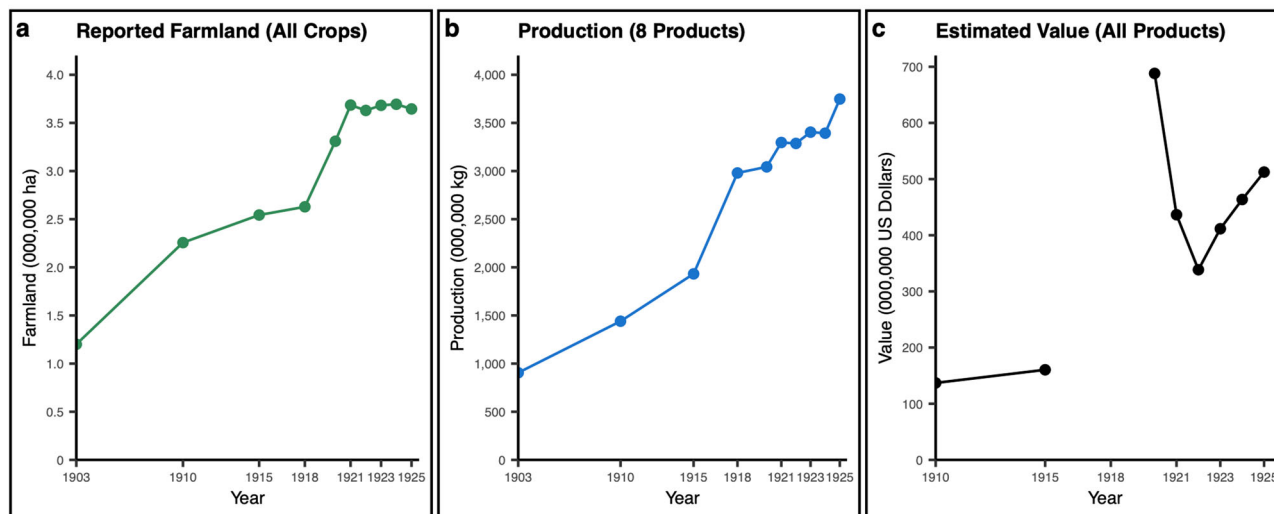 a Reported Farmland (All Crops)
Farmland (000,000 ha)
4.0
3.5
3.0
2.5
2.0
1.5
1.0
0.5
0
1903 1910 1915 1918 1921 1923 1925
Year
b Production (8 Products)
Production (000,000 kg)
4,000
3,500
3,000
2,500
2,000
1,500
1,000
500
0
1903 1910 1915 1918 1921 1923 1925
Year
c Estimated Value (All Products)
Value (000,000 US Dollars)
700
600
500
400
300
200
100
0
1910 1915 1918 1921 1923 1925
Year